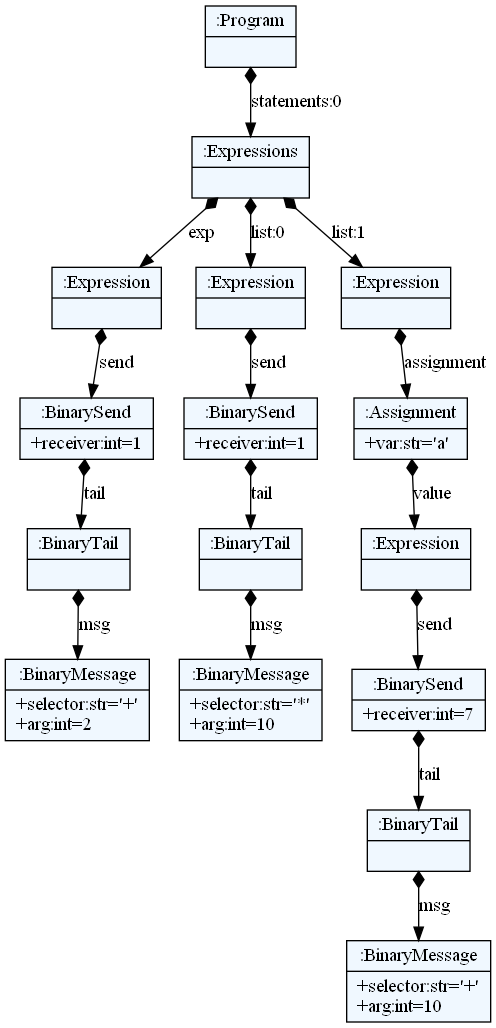 :Program
statements:0
:Expressions
exp
list:0
list:1
:Expression
:Expression
:Expression
send
send
assignment
:BinarySend
+receiver:int=1
:BinarySend
+receiver:int=1
:Assignment
+var:str='a'
tail
tail
value
:BinaryTail
:BinaryTail
:Expression
msg
msg
send
:BinaryMessage
+selector:str='+'
+arg:int=2
:BinaryMessage
+selector:str='*'
+arg:int=10
:BinarySend
+receiver:int=7
tail
:BinaryTail
msg
:BinaryMessage
+selector:str='+'
+arg:int=10